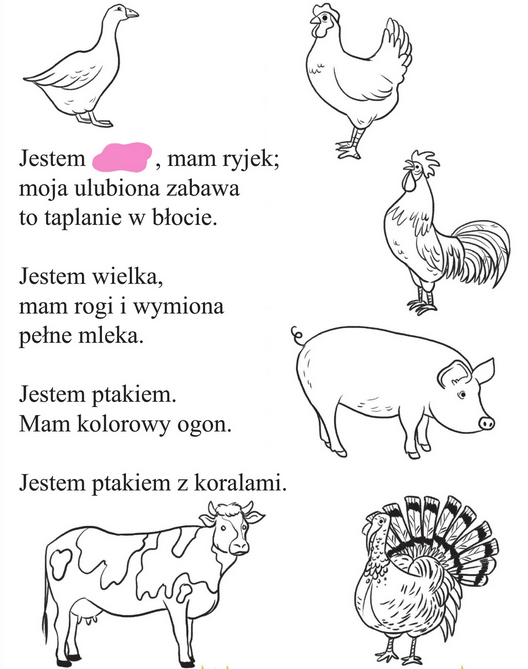 Jestem , mam ryjek;
moja ulubiona zabawa
to taplanie w błocie.
Jestem wielka,
mam rogi i wymiona
pełne mleka.
Jestem ptakiem.
Mam kolorowy ogon.
Jestem ptakiem z koralami.